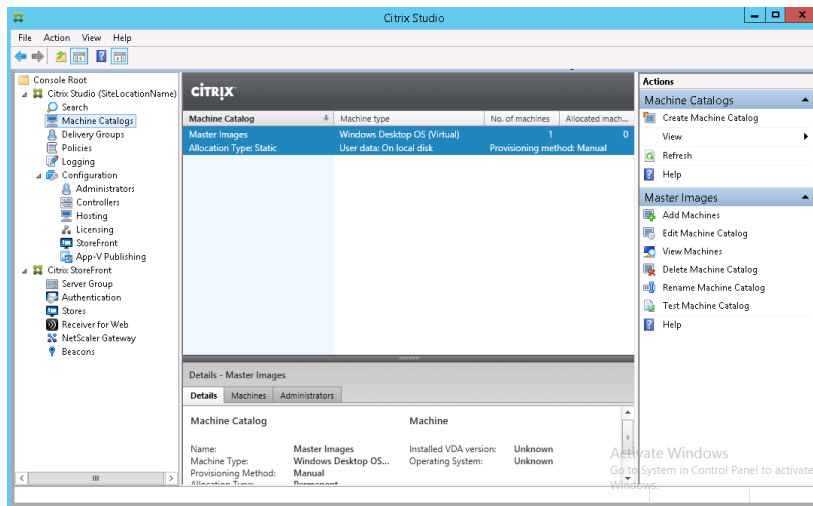 Citrix Studio
File Action View Help
Console Root
Citrix Studio (SiteLocationName)
Search
Machine Catalogs
Delivery Groups
Policies
Logging
Configuration
Administrators
Controllers
Hosting
Licensing
StoreFront
App-V Publishing
Citrix StoreFront
Server Group
Authentication
Stores
Receiver for Web
NetScaler Gateway
Beacons
CITRIX
Machine Catalog Machine type No. of machines Allocated mach...
Master Images Windows Desktop OS (Virtual) 1 0
Allocation Type: Static User data: On local disk Provisioning method: Manual
Details - Master Images
Details Machines Administrators
Machine Catalog Machine
Name: Master Images Installed VDA version: Unknown
Machine Type: Windows Desktop OS... Operating System: Unknown
Provisioning Method: Manual
Allocation Type: Permanent
Actions
Machine Catalogs
Create Machine Catalog
View
Refresh
Help
Master Images
Add Machines
Edit Machine Catalog
View Machines
Delete Machine Catalog
Rename Machine Catalog
Test Machine Catalog
Help
Activate Windows
Go to System in Control Panel to activate
Windows.